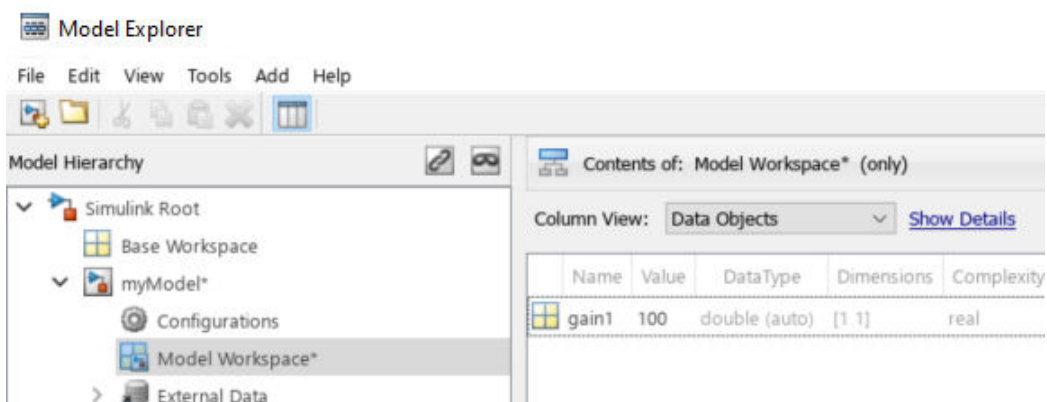 Model Explorer
File Edit View Tools Add Help
Model Hierarchy
Simulink Root
Base Workspace
myModel*
Configurations
Model Workspace*
External Data
Contents of: Model Workspace* (only)
Column View: Data Objects Show Details
Name Value DataType Dimensions Complexity
gain1 100 double (auto) [1 1] real